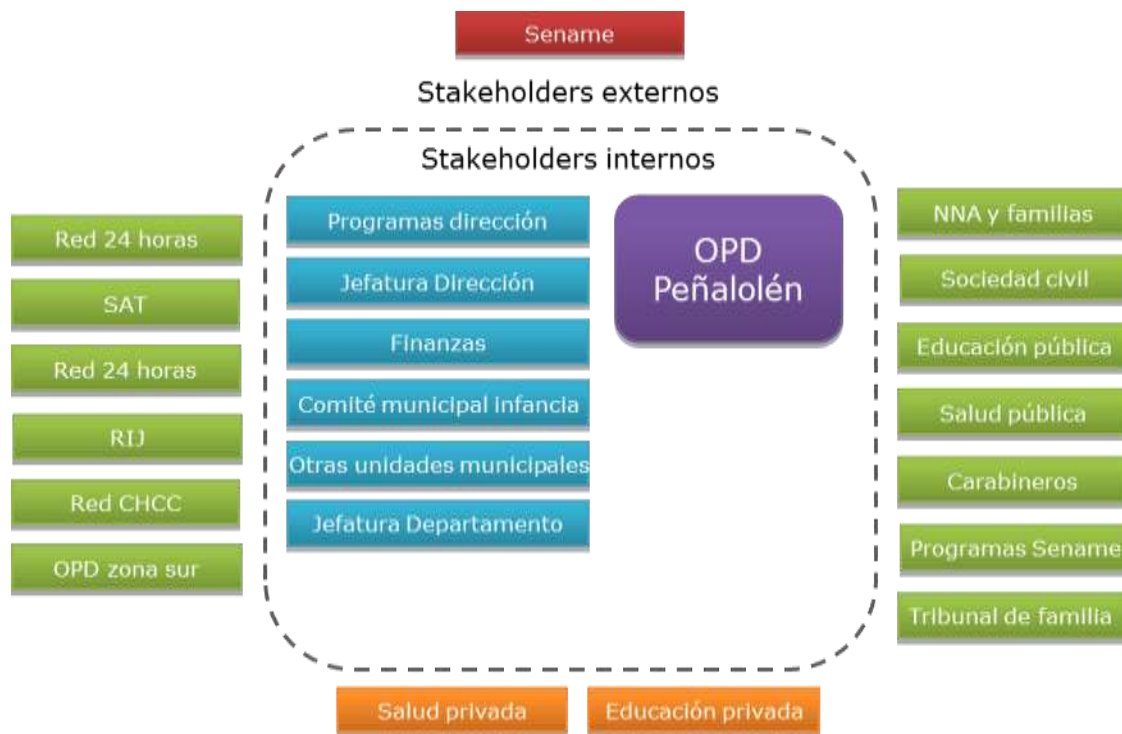 Sename
Stakeholders externos
Stakeholders internos
Red 24 horas
SAT
Red 24 horas
RIJ
Red CHCC
OPD zona sur
Programas dirección
Jefatura Dirección
Finanzas
Comité municipal infancia
Otras unidades municipales
Jefatura Departamento
OPD
Peñalolén
NNA y familias
Sociedad civil
Educación pública
Salud pública
Carabineros
Programas Sename
Tribunal de familia
Salud privada
Educación privada